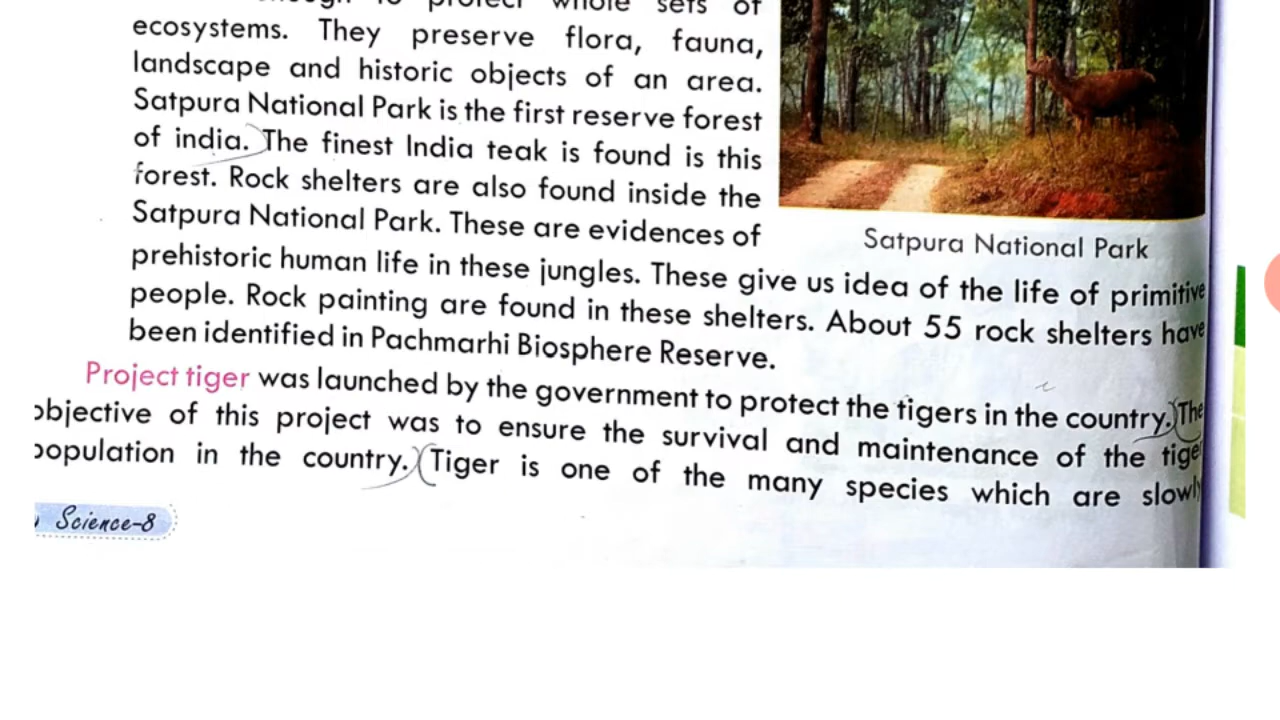 whole sets of
ecosystems. They preserve flora, fauna,
landscape and historic objects of an area.
Satpura National Park is the first reserve forest
of india. The finest India teak is found is this
forest. Rock shelters are also found inside the
Satpura National Park. These are evidences of
Satpura National Park
prehistoric human life in these jungles. These give us idea of the life of primitive
people. Rock painting are found in these shelters. About 55 rock shelters have
been identified in Pachmarhi Biosphere Reserve.
Project tiger was launched by the government to protect the tigers in the country. The
objective of this project was to ensure the survival and maintenance of the tiger
population in the country. Tiger is one of the many species which are slowly
Science-8